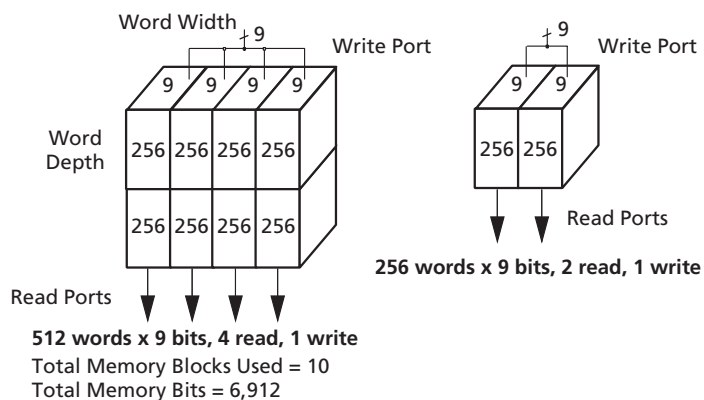 Word Width
9
Write Port
9 9 9 9
Word
Depth
256 256 256 256
256 256 256 256
Read Ports
512 words x 9 bits, 4 read, 1 write
Total Memory Blocks Used = 10
Total Memory Bits = 6,912
9
Write Port
9 9
256 256
Read Ports
256 words x 9 bits, 2 read, 1 write